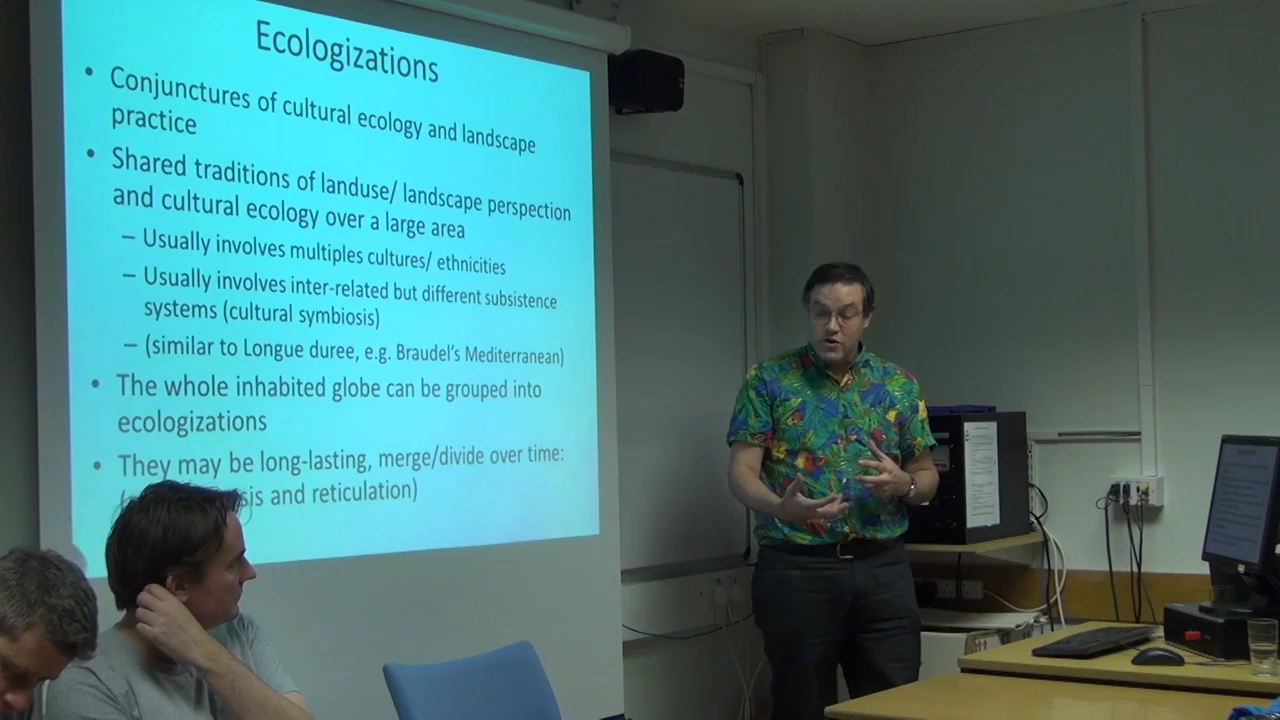 Ecologizations
• Conjunctures of cultural ecology and landscape
practice
• Shared traditions of landuse/ landscape perspection
and cultural ecology over a large area
– Usually involves multiples cultures/ ethnicities
– Usually involves inter-related but different subsistence
systems (cultural symbiosis)
– (similar to Longue duree, e.g. Braudel's Mediterranean)
• The whole inhabited globe can be grouped into
ecologizations
• They may be long-lasting, merge/divide over time:
and reticulation)